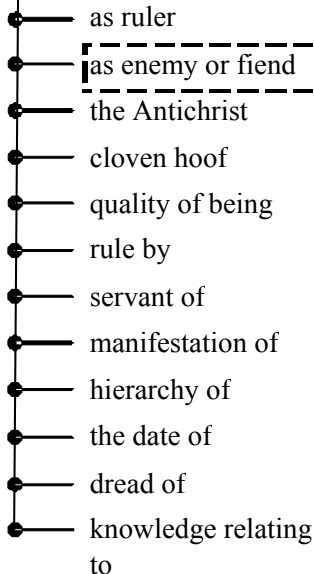 as ruler
as enemy or fiend
the Antichrist
cloven hoof
quality of being
rule by
servant of
manifestation of
hierarchy of
the date of
dread of
knowledge relating
to